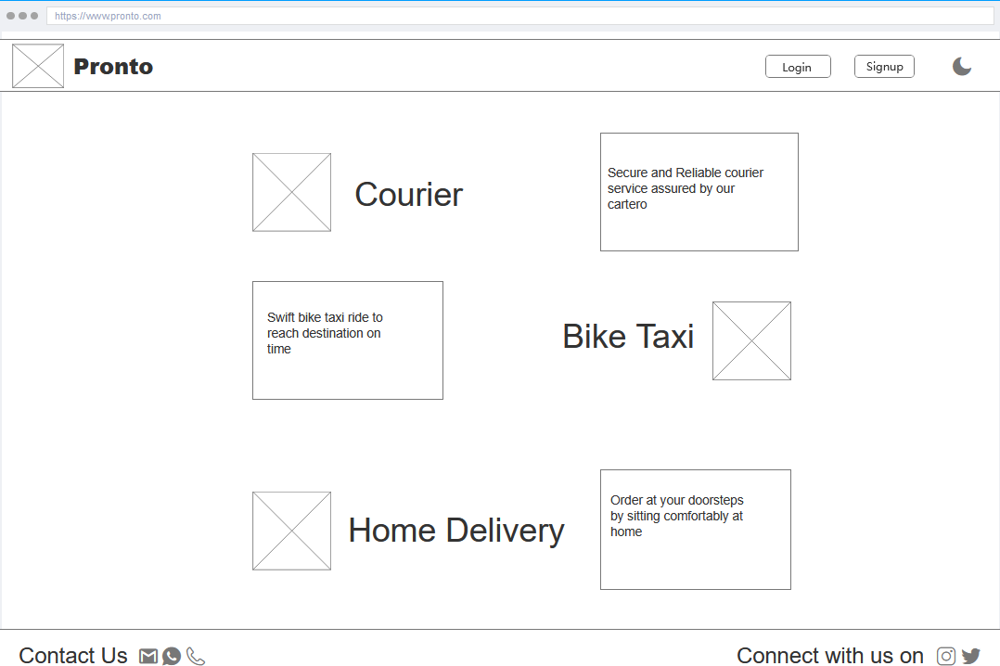 https://www.pronto.com
Pronto
Login
Signup
Courier
Secure and Reliable courier
service assured by our
cartero
Swift bike taxi ride to
reach destination on
time
Bike Taxi
Home Delivery
Order at your doorsteps
by sitting comfortably at
home
Contact Us
Connect with us on